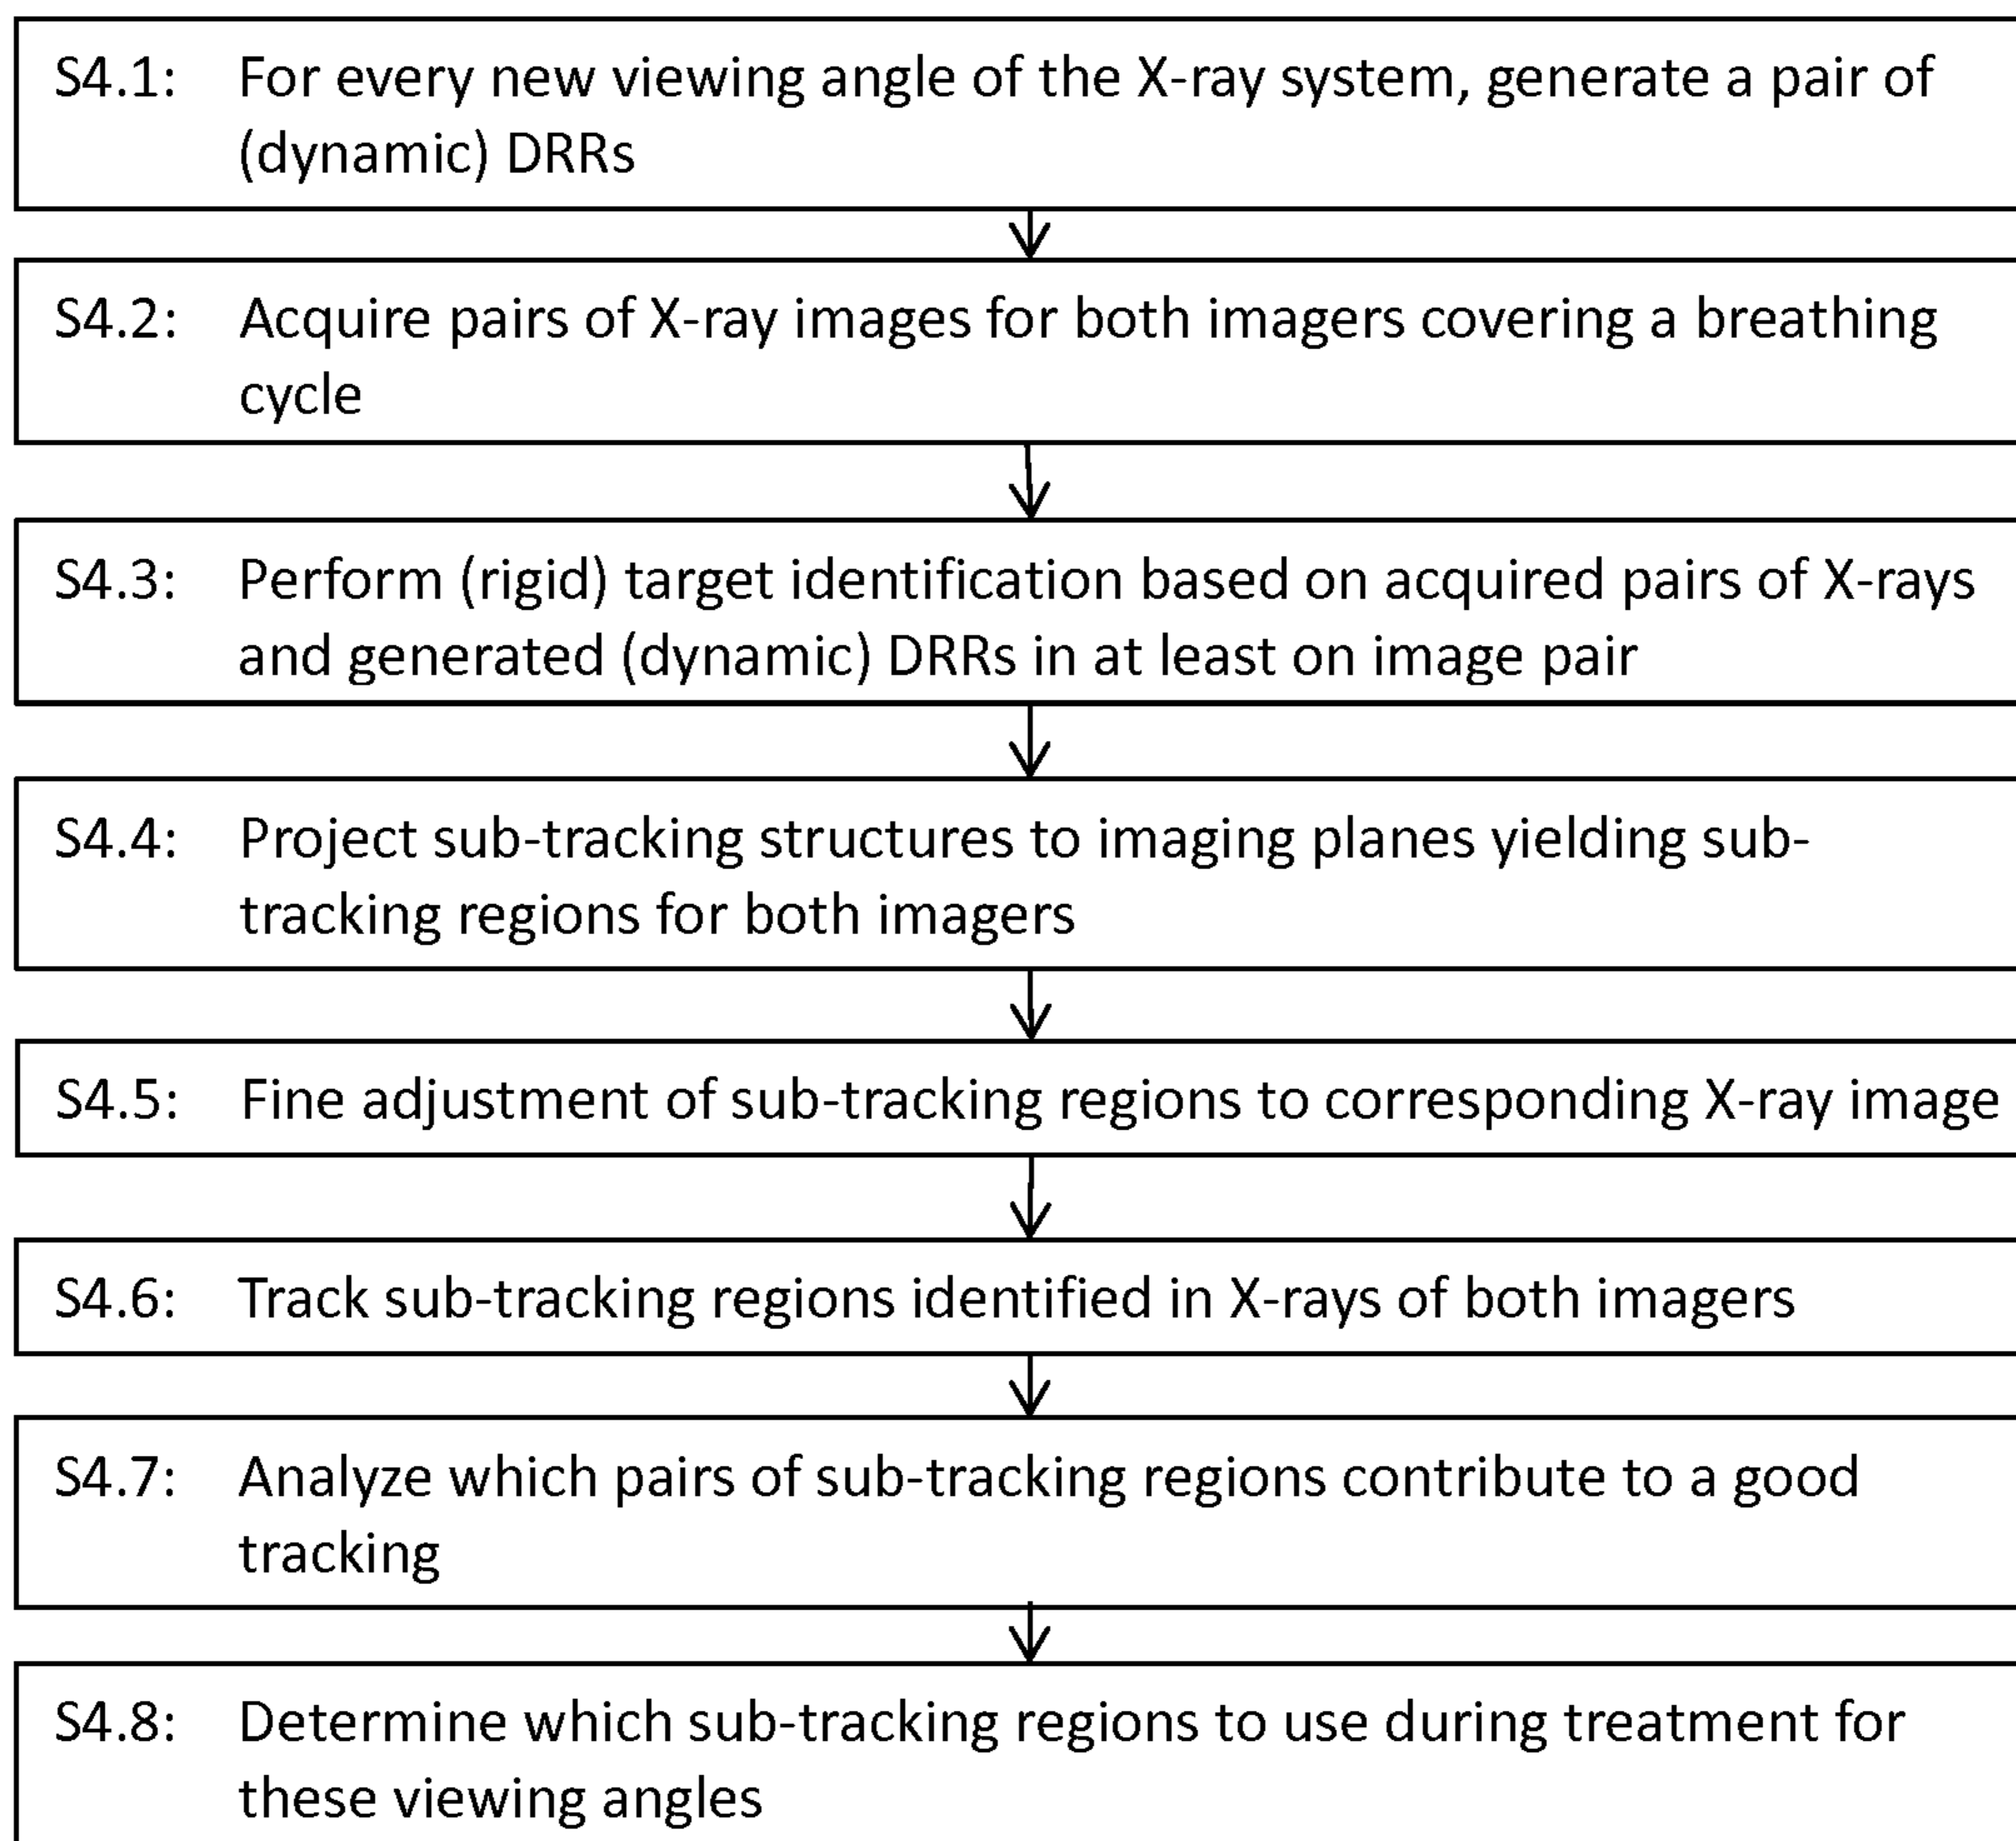 S4.1: For every new viewing angle of the X-ray system, generate a pair of
(dynamic) DRRs
S4.2: Acquire pairs of X-ray images for both imagers covering a breathing
cycle
S4.3: Perform (rigid) target identification based on acquired pairs of X-rays
and generated (dynamic) DRRs in at least on image pair
S4.4: Project sub-tracking structures to imaging planes yielding sub-
tracking regions for both imagers
S4.5: Fine adjustment of sub-tracking regions to corresponding X-ray image
S4.6: Track sub-tracking regions identified in X-rays of both imagers
S4.7: Analyze which pairs of sub-tracking regions contribute to a good
tracking
S4.8: Determine which sub-tracking regions to use during treatment for
these viewing angles